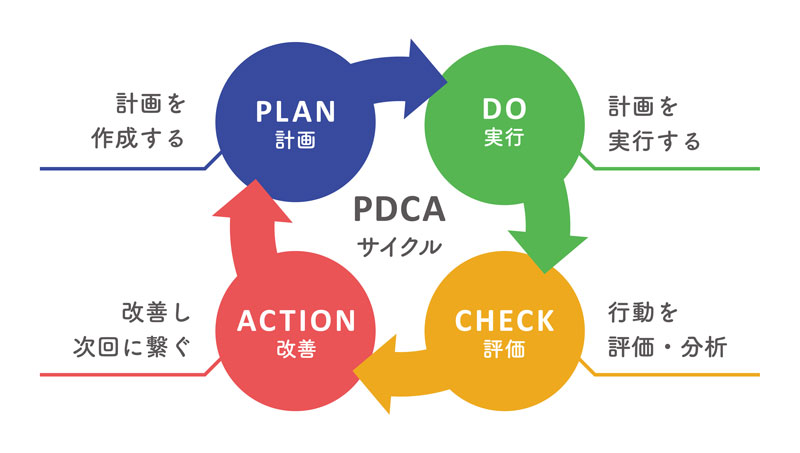 計画を
作成する
PLAN
計画
DO
実行
計画を
実行する
PDCA
サイクル
改善し
次回に繋ぐ
ACTION
改善
CHECK
評価
行動を
評価・分析